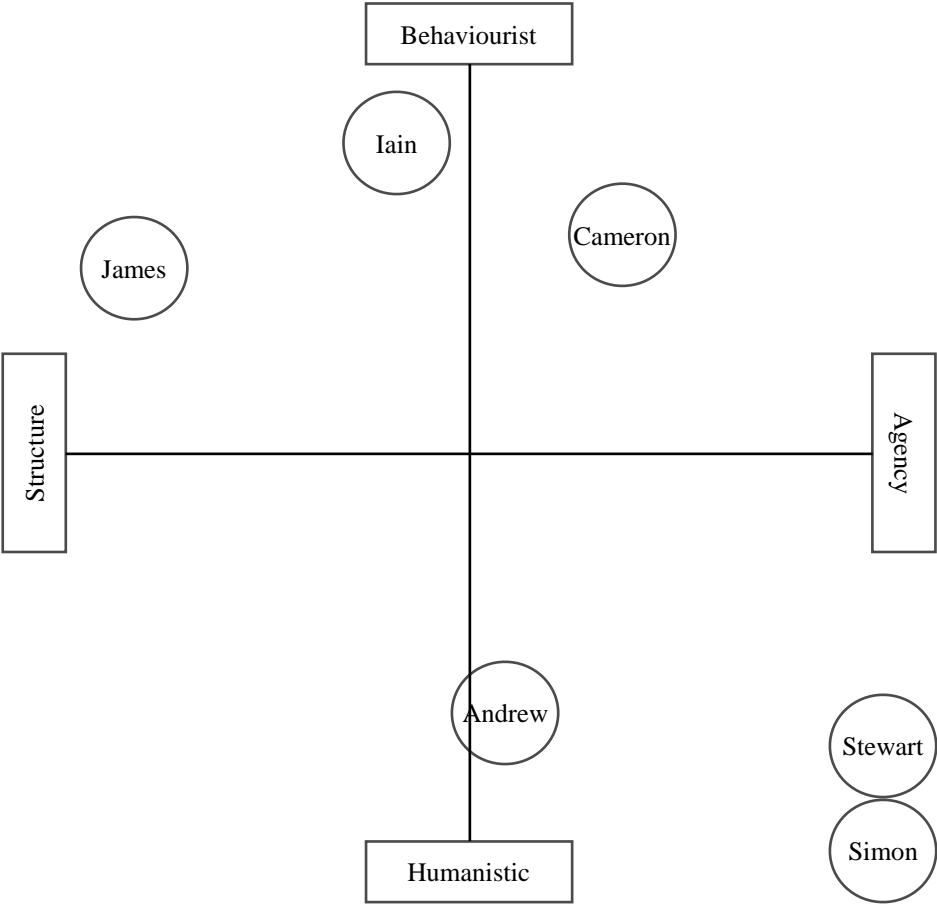 Behaviourist
Iain
Cameron
James
Structure
Agency
Andrew
Stewart
Simon
Humanistic